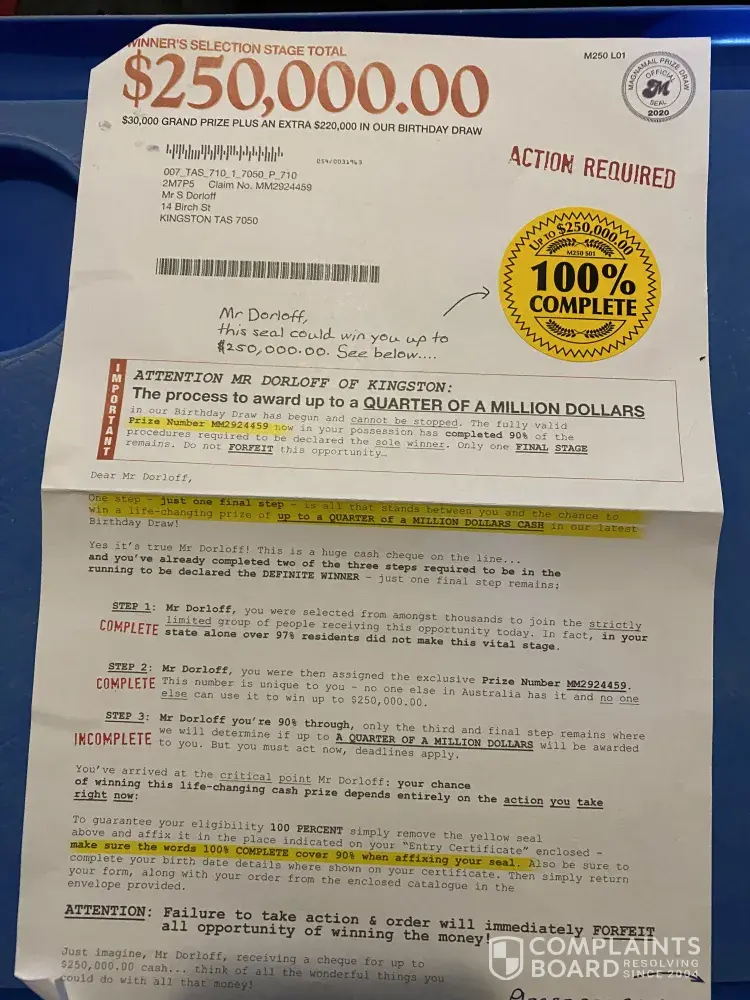 WINNER'S SELECTION STAGE TOTAL
$250,000.00
$30,000 GRAND PRIZE PLUS AN EXTRA $220,000 IN OUR BIRTHDAY DRAW
M250 L01
MAGNAMAIL PRIZE DRAW
OFFICIAL
M
SEAL
2020
ACTION REQUIRED
034/0031963
007_TAS_710_1_7050_P_710
2M7P5 Claim No. MM2924459
Mr S Dorloff
14 Birch St
KINGSTON TAS 7050
UP TO $250,000.00
M250 S01
100%
COMPLETE
Mr Dorloff,
this seal could win you up to
$250,000.00. See below....
IMPORTANT
ATTENTION MR DORLOFF OF KINGSTON:
The process to award up to a QUARTER OF A MILLION DOLLARS
in our Birthday Draw has begun and cannot be stopped. The fully valid
Prize Number MM2924459 now in your possession has completed 90% of the
procedures required to be declared the sole winner. Only one FINAL STAGE
remains. Do not FORFEIT this opportunity…
Dear Mr Dorloff,
One step – just one final step – is all that stands between you and the chance to
win a life-changing prize of up to a QUARTER OF A MILLION DOLLARS CASH in our latest
Birthday Draw!
Yes it's true Mr Dorloff! This is a huge cash cheque on the line...
and you've already completed two of the three steps required to be in the
running to be declared the DEFINITE WINNER – just one final step remains:
STEP 1: Mr Dorloff, you were selected from amongst thousands to join the strictly
COMPLETE limited group of people receiving this opportunity today. In fact, in your
state alone over 97% residents did not make this vital stage.
STEP 2: Mr Dorloff, you were then assigned the exclusive Prize Number MM2924459.
COMPLETE This number is unique to you – no one else in Australia has it and no one
else can use it to win up to $250,000.00.
STEP 3: Mr Dorloff you're 90% through, only the third and final step remains where
INCOMPLETE we will determine if up to A QUARTER OF A MILLION DOLLARS will be awarded
to you. But you must act now, deadlines apply.
You've arrived at the critical point Mr Dorloff: your chance
of winning this life-changing cash prize depends entirely on the action you take
right now:
To guarantee your eligibility 100 PERCENT simply remove the yellow seal
above and affix it in the place indicated on your "Entry Certificate" enclosed –
make sure the words 100% COMPLETE cover 90% when affixing your seal. Also be sure to
complete your birth date details where shown on your certificate. Then simply return
your form, along with your order from the enclosed catalogue in the
envelope provided.
ATTENTION: Failure to take action & order will immediately FORFEIT
all opportunity of winning the money!
Just imagine, Mr Dorloff, receiving a cheque for up to
$250,000.00 cash... think of all the wonderful things you
could do with all that money!
COMPLAINTS
BOARD RESOLVING
SINCE 2004